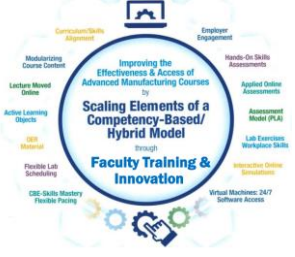 Curriculum/Skills
Alignment
Modularizing
Course Content
Lecture Moved
Online
Active Learning
Objects
OER
Material
Flexible Lab
Scheduling
CBE-Skills Mastery
Flexible Pacing
Improving the
Effectiveness & Access of
Advanced Manufacturing Courses
by
Scaling Elements of a
Competency-Based/
Hybrid Model
through
Faculty Training &
Innovation
Employer
Engagement
Hands-On Skills
Assessments
Applied Online
Assessments
Assessment
Model (PLA)
Lab Exercises
Workplace Skills
Interactive Online
Simulations
Virtual Machines: 24/7
Software Access